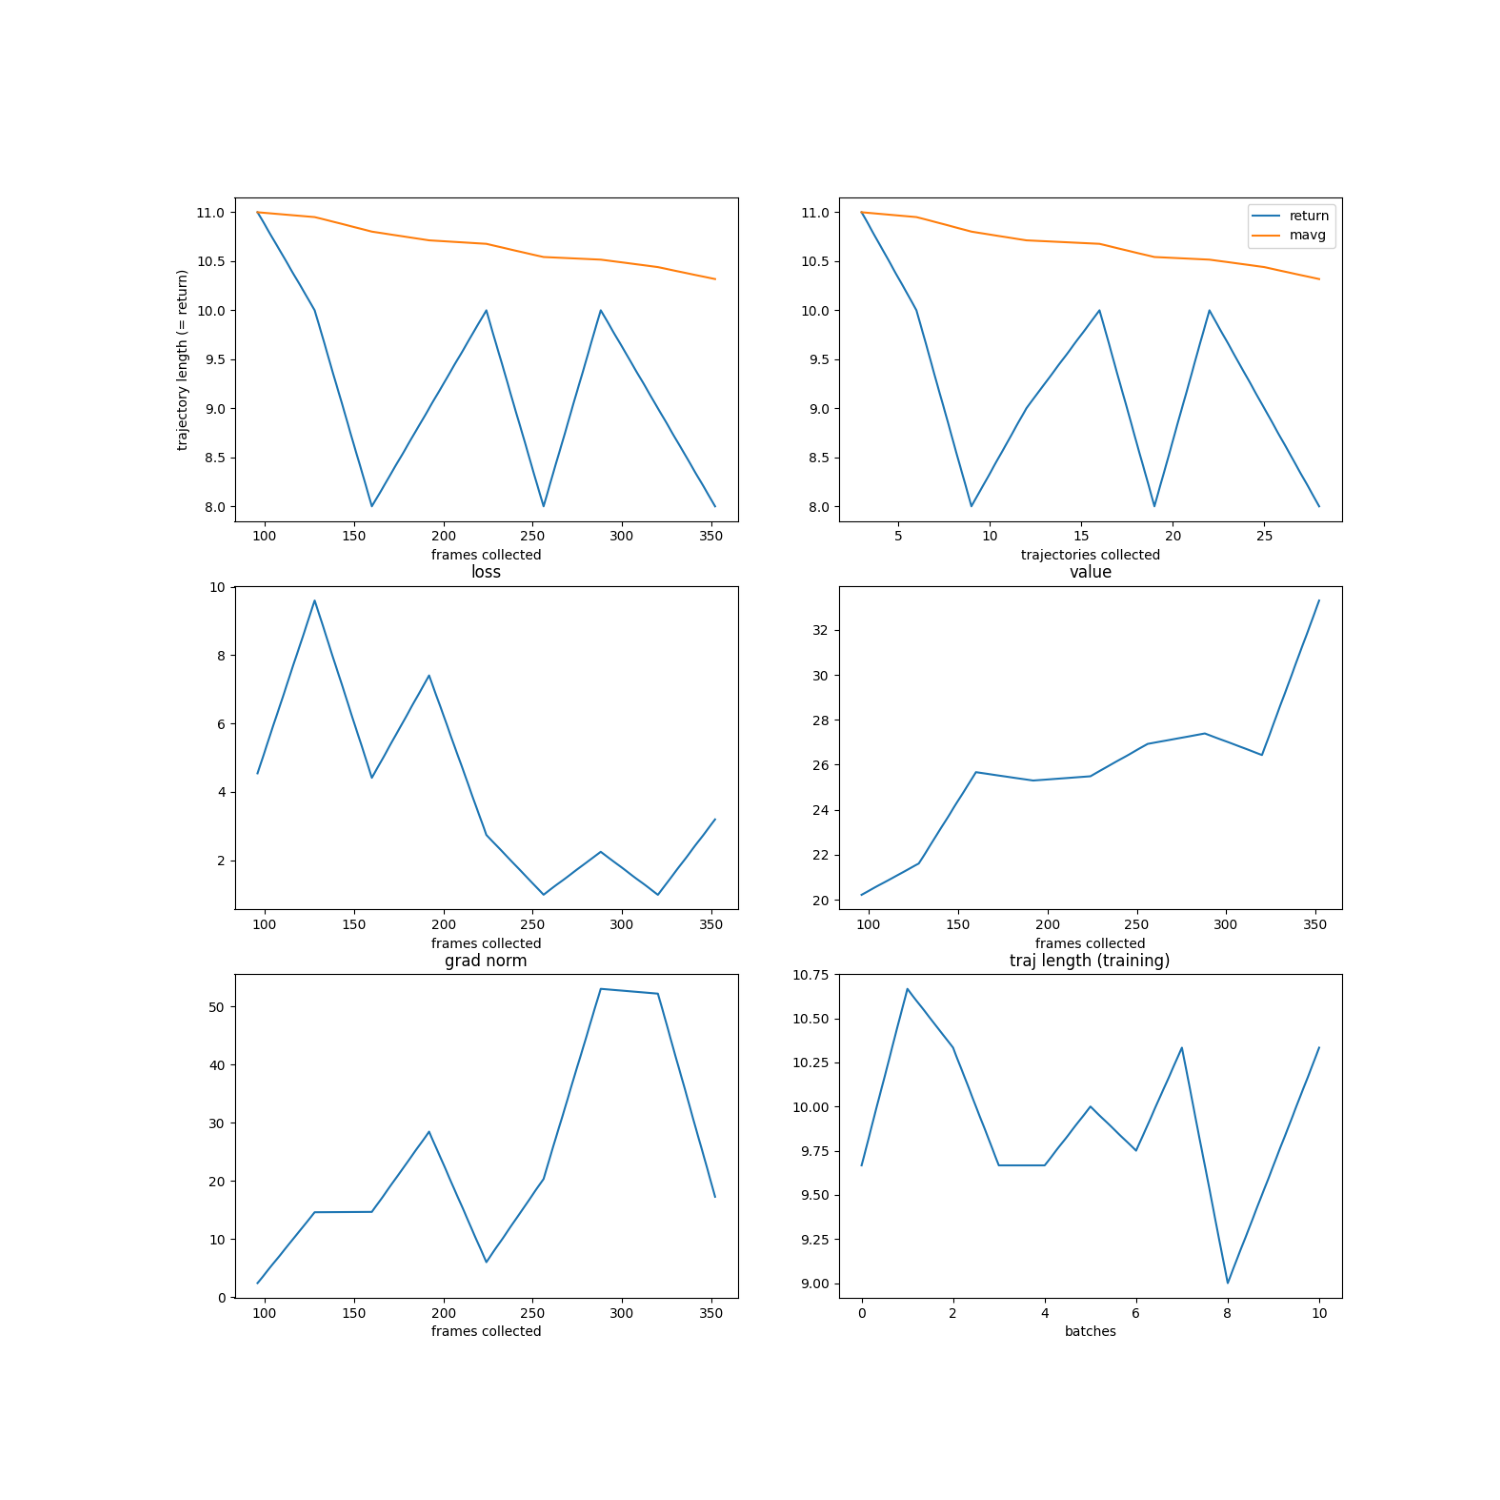 11.0
10.5
10.0
9.5
9.0
8.5
8.0
trajectory length (= return)
100 150 200 250 300 350
frames collected
11.0
10.5
10.0
9.5
9.0
8.5
8.0
return
mavg
5 10 15 20 25
trajectories collected
loss
10
8
6
4
2
100 150 200 250 300 350
frames collected
value
32
30
28
26
24
22
20
100 150 200 250 300 350
frames collected
grad norm
50
40
30
20
10
0
100 150 200 250 300 350
frames collected
traj length (training)
10.75
10.50
10.25
10.00
9.75
9.50
9.25
9.00
0 2 4 6 8 10
batches